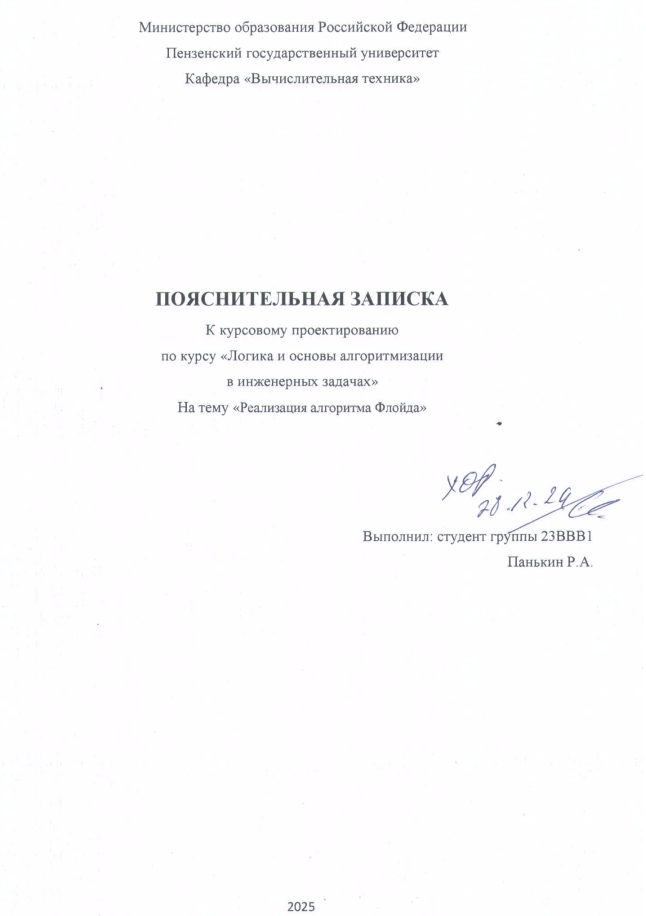 Министерство образования Российской Федерации
Пензенский государственный университет
Кафедра «Вычислительная техника»
ПОЯСНИТЕЛЬНАЯ ЗАПИСКА
К курсовому проектированию
по курсу «Логика и основы алгоритмизации
в инженерных задачах»
На тему «Реализация алгоритма Флойда»
хор.
28.12.24
Выполнил: студент группы 23ВВВ1
Панькин Р.А.
2025